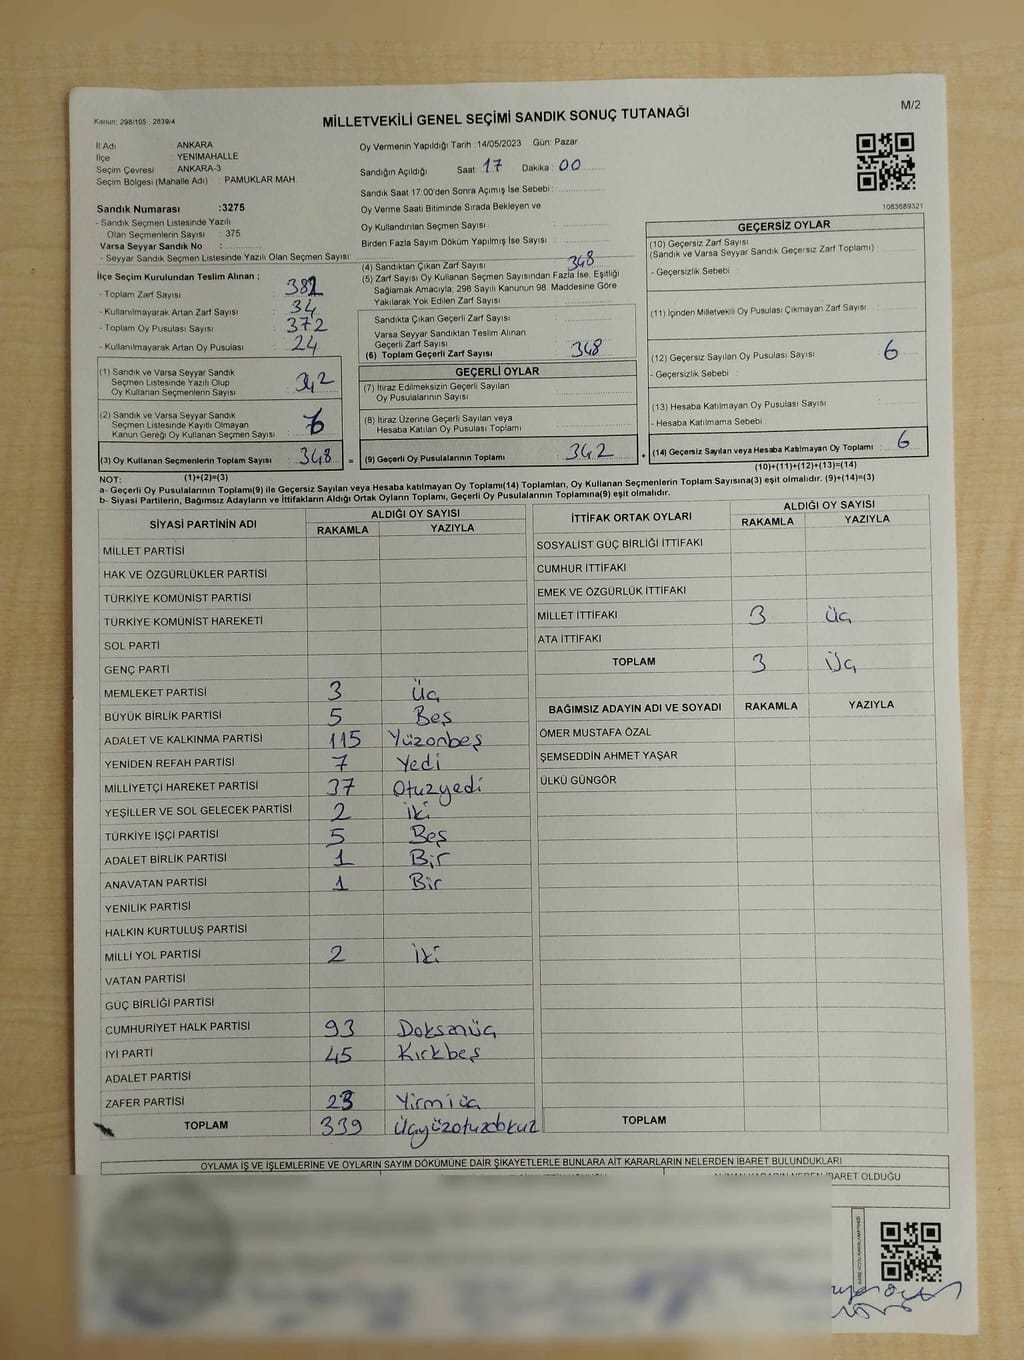 Kanun: 298/105 . 2839/4
MİLLETVEKİLİ GENEL SEÇİMİ SANDIK SONUÇ TUTANAĞI
M/2
İl Adı : ANKARA
İlçe : YENİMAHALLE
Seçim Çevresi : ANKARA-3
Seçim Bölgesi (Mahalle Adı) : PAMUKLAR MAH.
Oy Vermenin Yapıldığı Tarih :14/05/2023 Gün: Pazar
Sandığın Açıldığı Saat: 17 Dakika : 00
Sandık Saat 17:00'den Sonra Açımış İse Sebebi :
Oy Verme Saati Bitiminde Sırada Bekleyen ve
Oy Kullandırılan Seçmen Sayısı :
Birden Fazla Sayım Döküm Yapılmış İse Sayısı :
1083689321
Sandık Numarası :3275
- Sandık Seçmen Listesinde Yazılı
Olan Seçmenlerin Sayısı : 375
Varsa Seyyar Sandık No :
- Seyyar Sandık Seçmen Listesinde Yazılı Olan Seçmen Sayısı:
İlçe Seçim Kurulundan Teslim Alınan ;
- Toplam Zarf Sayısı : 382
- Kullanılmayarak Artan Zarf Sayısı : 34
- Toplam Oy Pusulası Sayısı : 372
- Kullanılmayarak Artan Oy Pusulası : 24
(4) Sandıktan Çıkan Zarf Sayısı : 348
(5) Zarf Sayısı Oy Kullanan Seçmen Sayısından Fazla İse, Eşitliği
Sağlamak Amacıyla; 298 Sayılı Kanunun 98. Maddesine Göre
Yakılarak Yok Edilen Zarf Sayısı :
Sandıkta Çıkan Geçerli Zarf Sayısı :
Varsa Seyyar Sandıktan Teslim Alınan
Geçerli Zarf Sayısı
(6) Toplam Geçerli Zarf Sayısı : 348
GEÇERSİZ OYLAR
(10) Geçersiz Zarf Sayısı
(Sandık ve Varsa Seyyar Sandık Geçersiz Zarf Toplamı) :
- Geçersizlik Sebebi :
(11) İçinden Milletvekili Oy Pusulası Çıkmayan Zarf Sayısı :
(12) Geçersiz Sayılan Oy Pusulası Sayısı : 6
- Geçersizlik Sebebi :
(13) Hesaba Katılmayan Oy Pusulası Sayısı :
- Hesaba Katılmama Sebebi :
(14) Geçersiz Sayılan veya Hesaba Katılmayan Oy Toplamı : 6
(1) Sandık ve Varsa Seyyar Sandık
Seçmen Listesinde Yazılı Olup
Oy Kullanan Seçmenlerin Sayısı : 342
(2) Sandık ve Varsa Seyyar Sandık
Seçmen Listesinde Kayıtlı Olmayan
Kanun Gereği Oy Kullanan Seçmen Sayısı : 6
(3) Oy Kullanan Seçmenlerin Toplam Sayısı : 348 =
GEÇERLİ OYLAR
(7) İtiraz Edilmeksizin Geçerli Sayılan
Oy Pusulalarının Sayısı :
(8) İtiraz Üzerine Geçerli Sayılan veya
Hesaba Katılan Oy Pusulası Toplamı :
(9) Geçerli Oy Pusulalarının Toplamı : 342 +
NOT: (1)+(2)=(3) (10)+(11)+(12)+(13)=(14)
a- Geçerli Oy Pusulalarının Toplamı(9) ile Geçersiz Sayılan veya Hesaba katılmayan Oy Toplamı(14) Toplamları, Oy Kullanan Seçmenlerin Toplam Sayısına(3) eşit olmalıdır. (9)+(14)=(3)
b- Siyasi Partilerin, Bağımsız Adayların ve İttifakların Aldığı Ortak Oyların Toplamı, Geçerli Oy Pusulalarının Toplamına(9) eşit olmalıdır.
SİYASİ PARTİNİN ADI ALDIĞI OY SAYISI
RAKAMLA YAZIYLA
MİLLET PARTİSİ
HAK VE ÖZGÜRLÜKLER PARTİSİ
TÜRKİYE KOMÜNİST PARTİSİ
TÜRKİYE KOMÜNİST HAREKETİ
SOL PARTİ
GENÇ PARTİ
MEMLEKET PARTİSİ 3 Üç
BÜYÜK BİRLİK PARTİSİ 5 Beş
ADALET VE KALKINMA PARTİSİ 115 Yüzonbeş
YENİDEN REFAH PARTİSİ 7 Yedi
MİLLİYETÇİ HAREKET PARTİSİ 37 Otuzyedi
YEŞİLLER VE SOL GELECEK PARTİSİ 2 İki
TÜRKİYE İŞÇİ PARTİSİ 5 Beş
ADALET BİRLİK PARTİSİ 1 Bir
ANAVATAN PARTİSİ 1 Bir
YENİLİK PARTİSİ
HALKIN KURTULUŞ PARTİSİ
MİLLİ YOL PARTİSİ 2 İki
VATAN PARTİSİ
GÜÇ BİRLİĞİ PARTİSİ
CUMHURİYET HALK PARTİSİ 93 Doksanüç
İYİ PARTİ 45 Kırkbeş
ADALET PARTİSİ
ZAFER PARTİSİ 23 Yirmiüç
TOPLAM 339 Üçyüzotuzdokuz
İTTİFAK ORTAK OYLARI ALDIĞI OY SAYISI
RAKAMLA YAZIYLA
SOSYALİST GÜÇ BİRLİĞİ İTTİFAKI
CUMHUR İTTİFAKI
EMEK VE ÖZGÜRLÜK İTTİFAKI
MİLLET İTTİFAKI 3 Üç
ATA İTTİFAKI
TOPLAM 3 Üç
BAĞIMSIZ ADAYIN ADI VE SOYADI RAKAMLA YAZIYLA
ÖMER MUSTAFA ÖZAL
ŞEMSEDDİN AHMET YAŞAR
ÜLKÜ GÜNGÖR
TOPLAM
OYLAMA İŞ VE İŞLEMLERİNE VE OYLARIN SAYIM DÖKÜMÜNE DAİR ŞİKAYETLERLE BUNLARA AİT KARARLARIN NELERDEN İBARET BULUNDUKLARI
ALINAN KARARIN NEDEN İBARET OLDUĞU